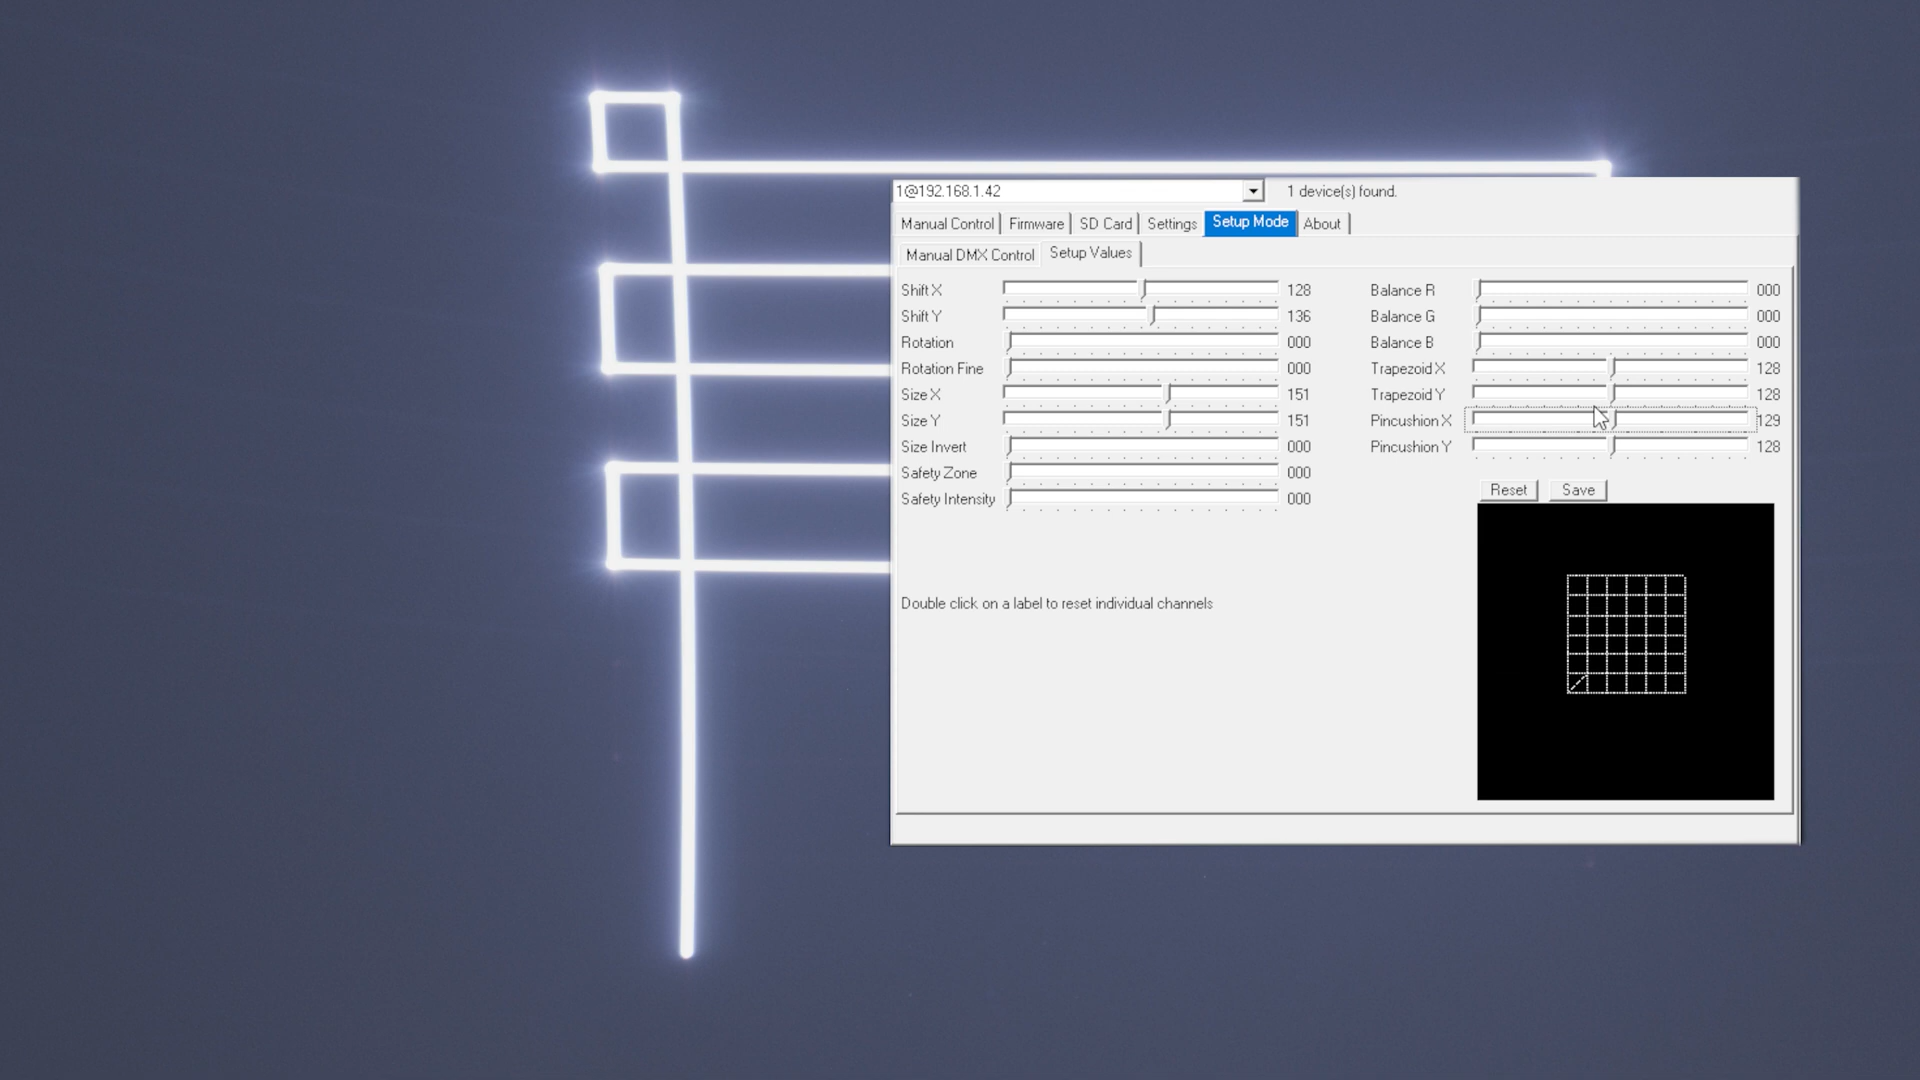 1@192.168.1.42 1 device(s) found.
Manual Control Firmware SD Card Settings Setup Mode About
Manual DMX Control Setup Values
Shift X 128
Shift Y 136
Rotation 000
Rotation Fine 000
Size X 151
Size Y 151
Size Invert 000
Safety Zone 000
Safety Intensity 000
Balance R 000
Balance G 000
Balance B 000
Trapezoid X 128
Trapezoid Y 128
Pincushion X 129
Pincushion Y 128
Reset Save
Double click on a label to reset individual channels